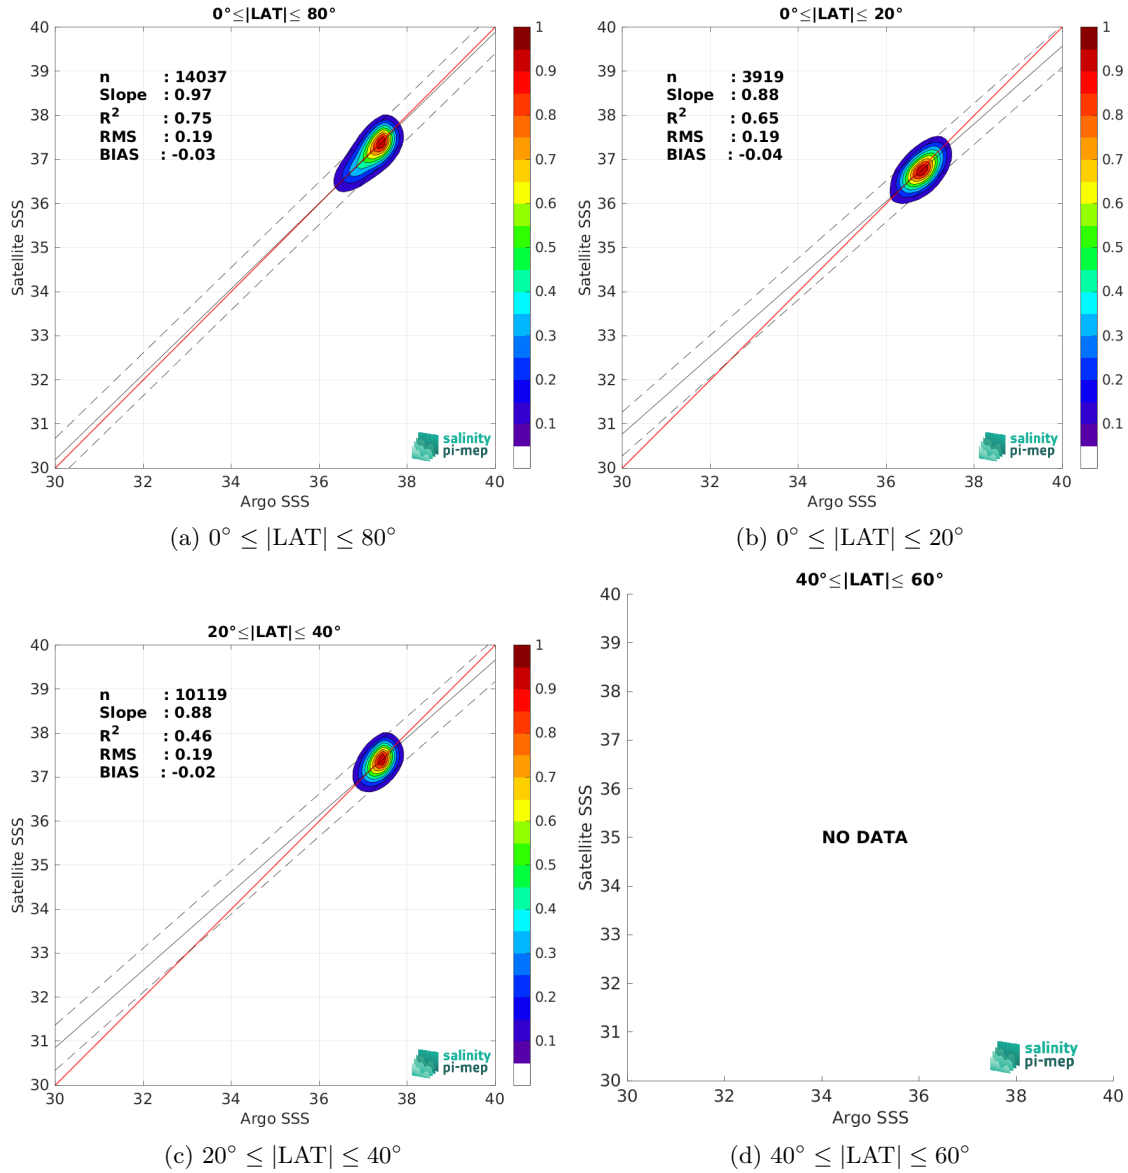 0°≤|LAT|≤ 80°
40
39
38
37
36
35
34
33
32
31
30
Satellite SSS
n : 14037
Slope : 0.97
R2 : 0.75
RMS : 0.19
BIAS : -0.03
salinity
pi-mep
30 32 34 36 38 40
Argo SSS
1
0.9
0.8
0.7
0.6
0.5
0.4
0.3
0.2
0.1
(a) 0° ≤ |LAT| ≤ 80°
0°≤|LAT|≤ 20°
40
39
38
37
36
35
34
33
32
31
30
Satellite SSS
n : 3919
Slope : 0.88
R2 : 0.65
RMS : 0.19
BIAS : -0.04
salinity
pi-mep
30 32 34 36 38 40
Argo SSS
1
0.9
0.8
0.7
0.6
0.5
0.4
0.3
0.2
0.1
(b) 0° ≤ |LAT| ≤ 20°
20°≤|LAT|≤ 40°
40
39
38
37
36
35
34
33
32
31
30
Satellite SSS
n : 10119
Slope : 0.88
R2 : 0.46
RMS : 0.19
BIAS : -0.02
salinity
pi-mep
30 32 34 36 38 40
Argo SSS
1
0.9
0.8
0.7
0.6
0.5
0.4
0.3
0.2
0.1
(c) 20° ≤ |LAT| ≤ 40°
40°≤|LAT|≤ 60°
40
39
38
37
36
35
34
33
32
31
30
Satellite SSS
NO DATA
salinity
pi-mep
30 32 34 36 38 40
Argo SSS
(d) 40° ≤ |LAT| ≤ 60°